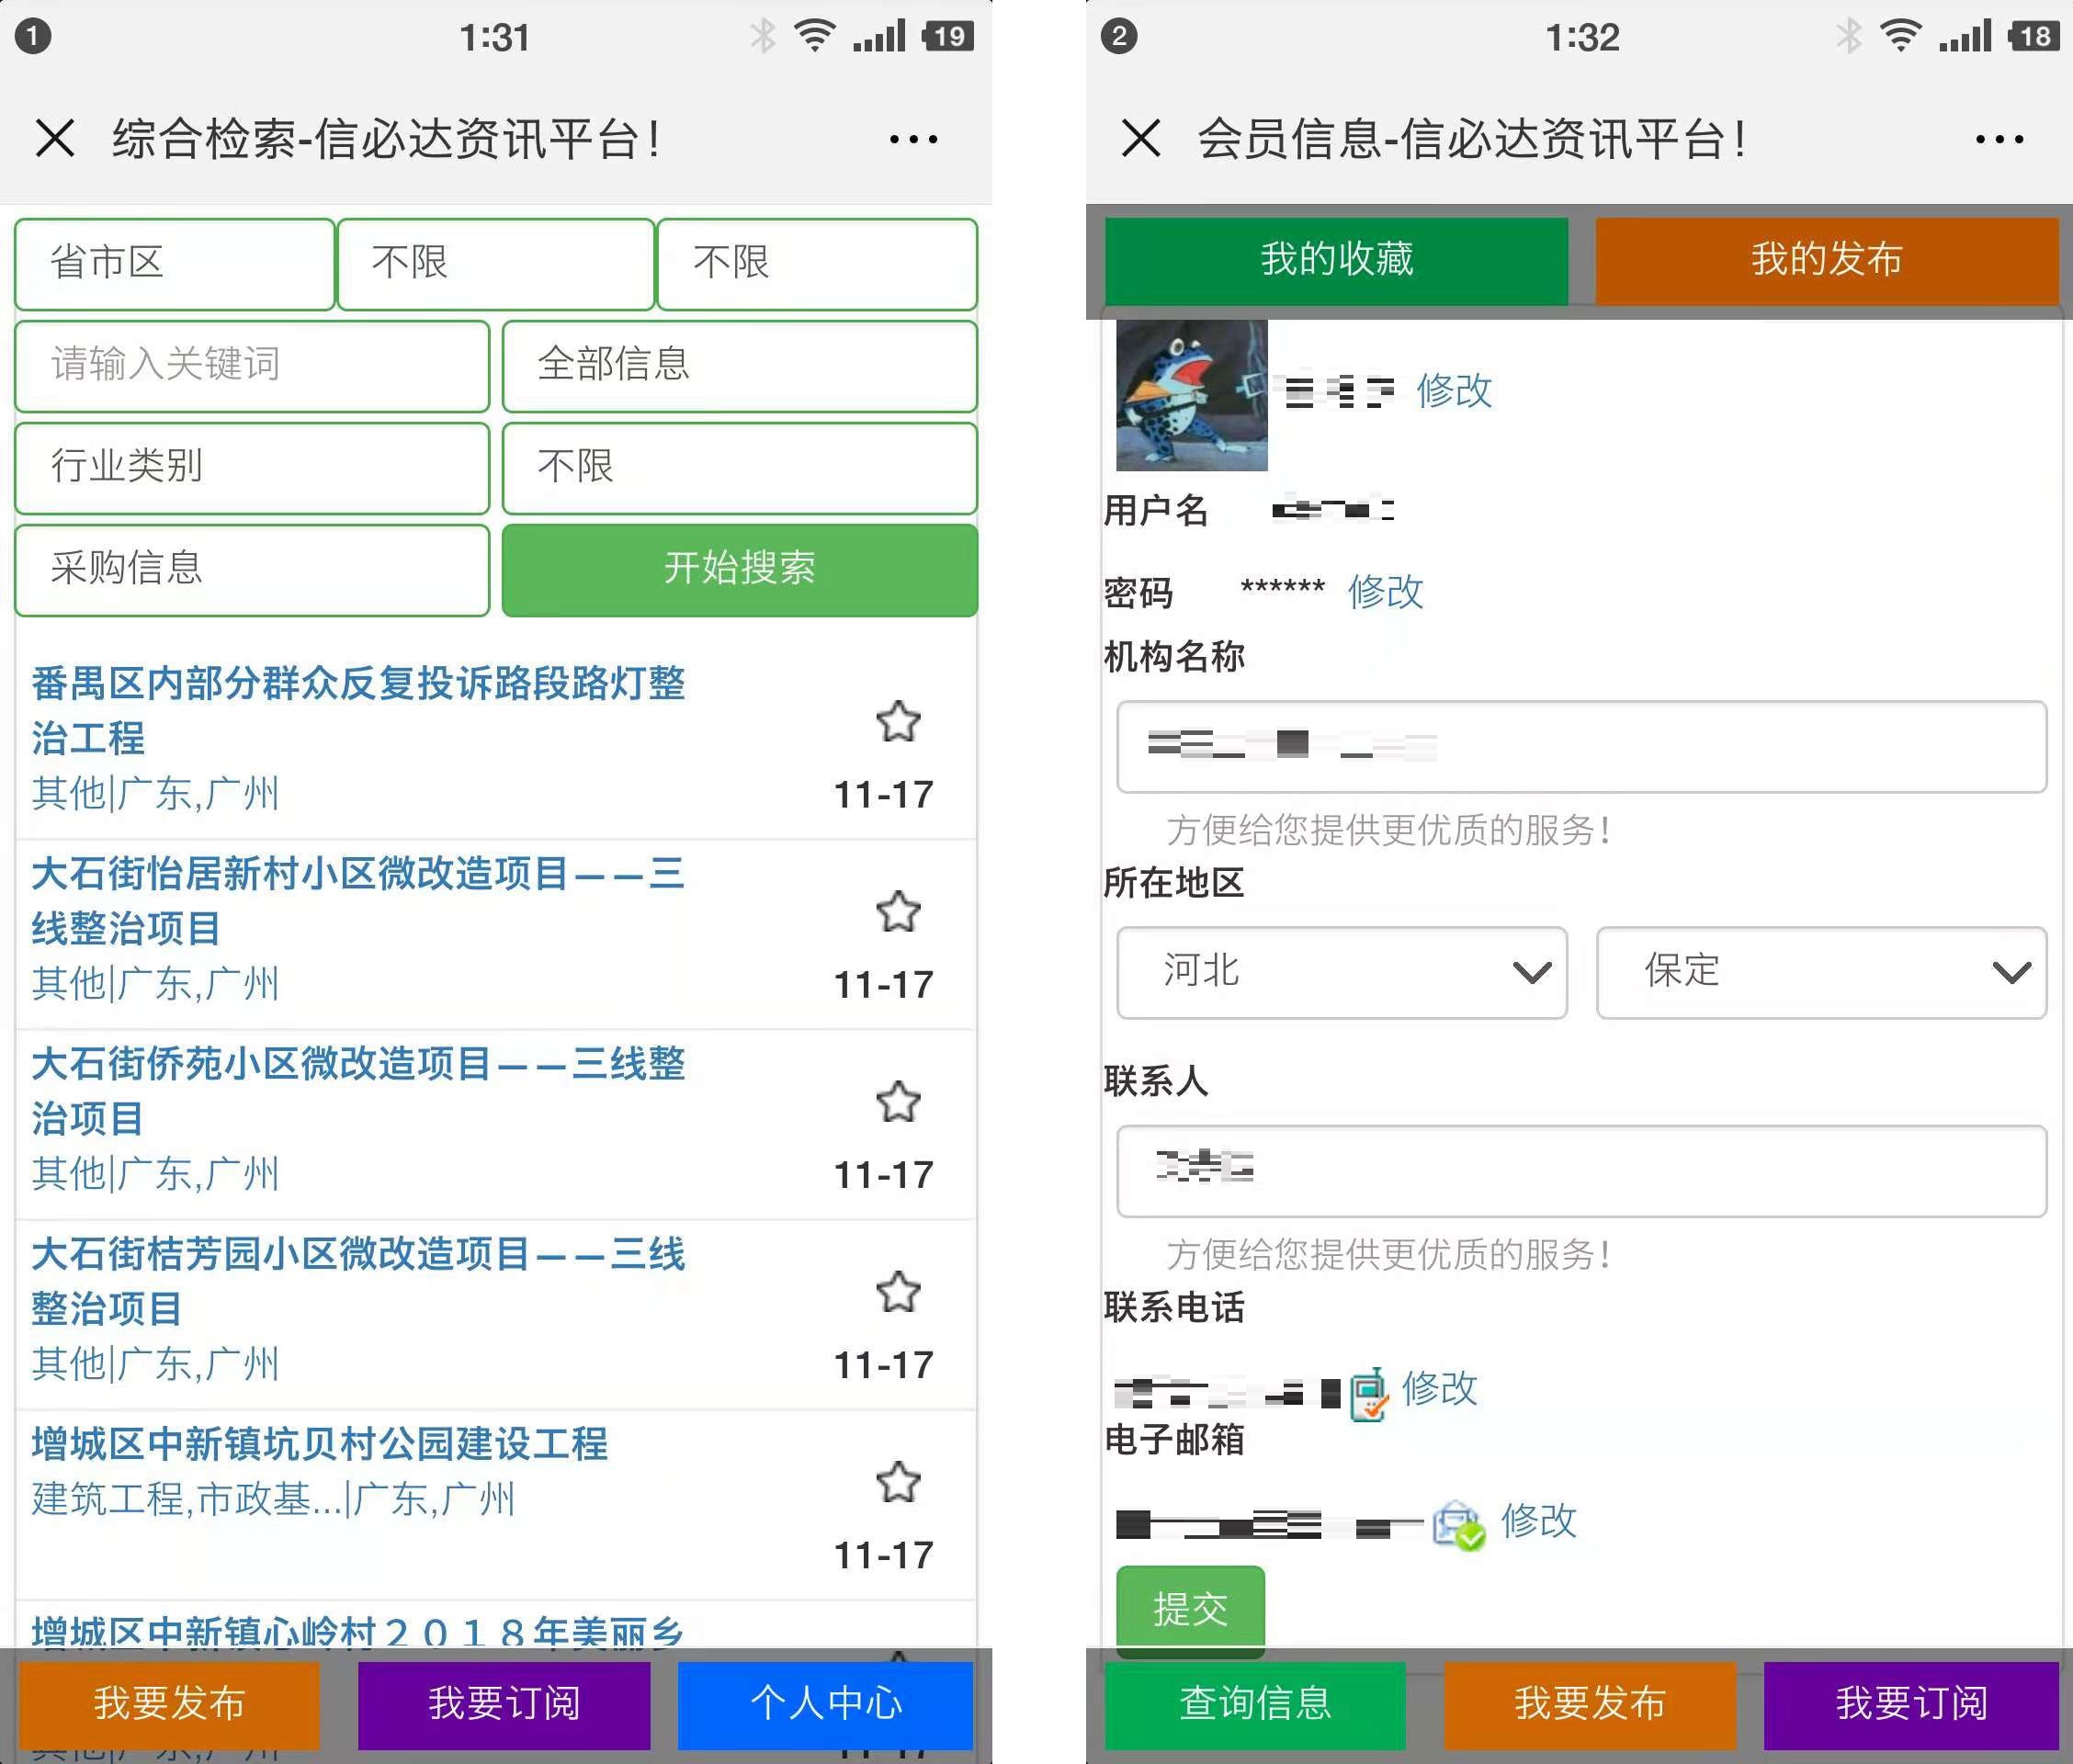 1
1:31
19
综合检索-信必达资讯平台！
省市区
不限
不限
请输入关键词
全部信息
行业类别
不限
采购信息
开始搜索
番禺区内部分群众反复投诉路段路灯整
治工程
其他|广东,广州
11-17
大石街怡居新村小区微改造项目——三
线整治项目
其他|广东,广州
11-17
大石街侨苑小区微改造项目——三线整
治项目
其他|广东,广州
11-17
大石街桔芳园小区微改造项目——三线
整治项目
其他|广东,广州
11-17
增城区中新镇坑贝村公园建设工程
建筑工程,市政基...|广东,广州
11-17
增城区中新镇心岭村２０１８年美丽乡
我要发布
我要订阅
个人中心
其他|广东,广州
11-17
2
1:32
18
会员信息-信必达资讯平台！
我的收藏
我的发布
修改
用户名
密码 ****** 修改
机构名称
方便给您提供更优质的服务！
所在地区
河北
保定
联系人
方便给您提供更优质的服务！
联系电话
修改
电子邮箱
修改
提交
查询信息
我要发布
我要订阅